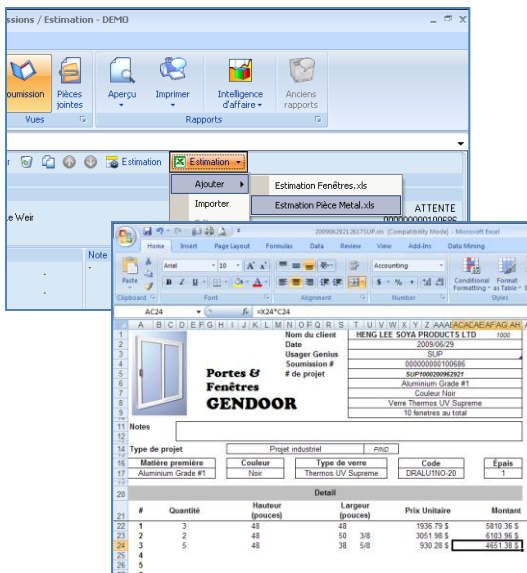 ssions / Estimation - DEMO
oumission
Pièces jointes
Aperçu
Imprimer
Intelligence d'affaire
Anciens rapports
Vues
Rapports
Estimation
Estimation
Ajouter
Estimation Fenêtres.xls
Importer
Estmation Pièce Metal.xls
ATTENTE
e Weir
000000000100686
Note
20090629212617SUP.xls [Compatibility Mode] - Microsoft Excel
Home Insert Page Layout Formulas Data Review View Add-Ins Data Mining
Paste
Arial 10
Accounting
Conditional Formatting
Format as Table
Clipboard Font Alignment Number Styles
AC24 fx =X24*C24
Nom du client HENG LEE SOYA PRODUCTS LTD 1000
Date 2009/06/29
Usager Genius SUP
Soumission # 000000000100686
# de projet SUP1000200962921
Portes & Fenêtres GENDOOR
Aluminium Grade #1
Couleur Noir
Verre Thermos UV Supreme
10 fenetres au total
Notes
Type de projet Projet industriel PIND
Matière première Couleur Type de verre Code Épais
Aluminium Grade #1 Noir Thermos UV Supreme DRALU1NO-20 1
Detail
# Quantité Hauteur (pouces) Largeur (pouces) Prix Unitaire Montant
1 3 48 48 1936.79 $ 5810.36 $
2 2 48 50 3/8 3051.98 $ 6103.96 $
3 5 48 38 5/8 930.28 $ 4651.38 $
4
5